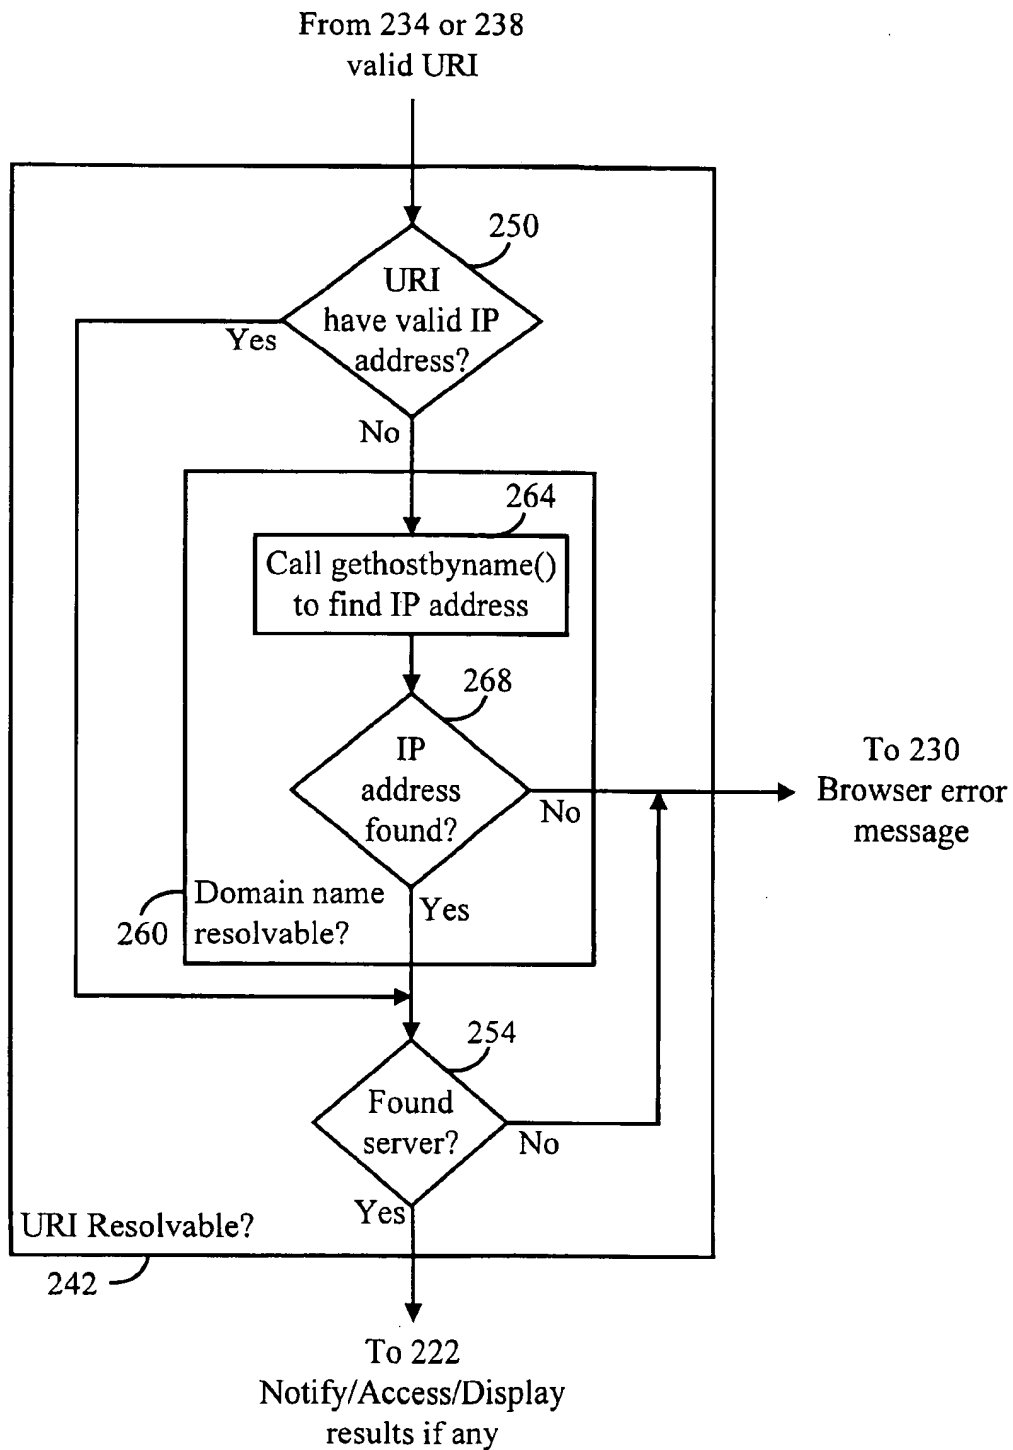 From 234 or 238
valid URI
250
URI
have valid IP
address?
Yes
No
264
Call gethostbyname()
to find IP address
268
IP
address
found?
No
To 230
Browser error
message
Yes
Domain name
resolvable?
260
254
Found
server?
No
Yes
URI Resolvable?
242
To 222
Notify/Access/Display
results if any